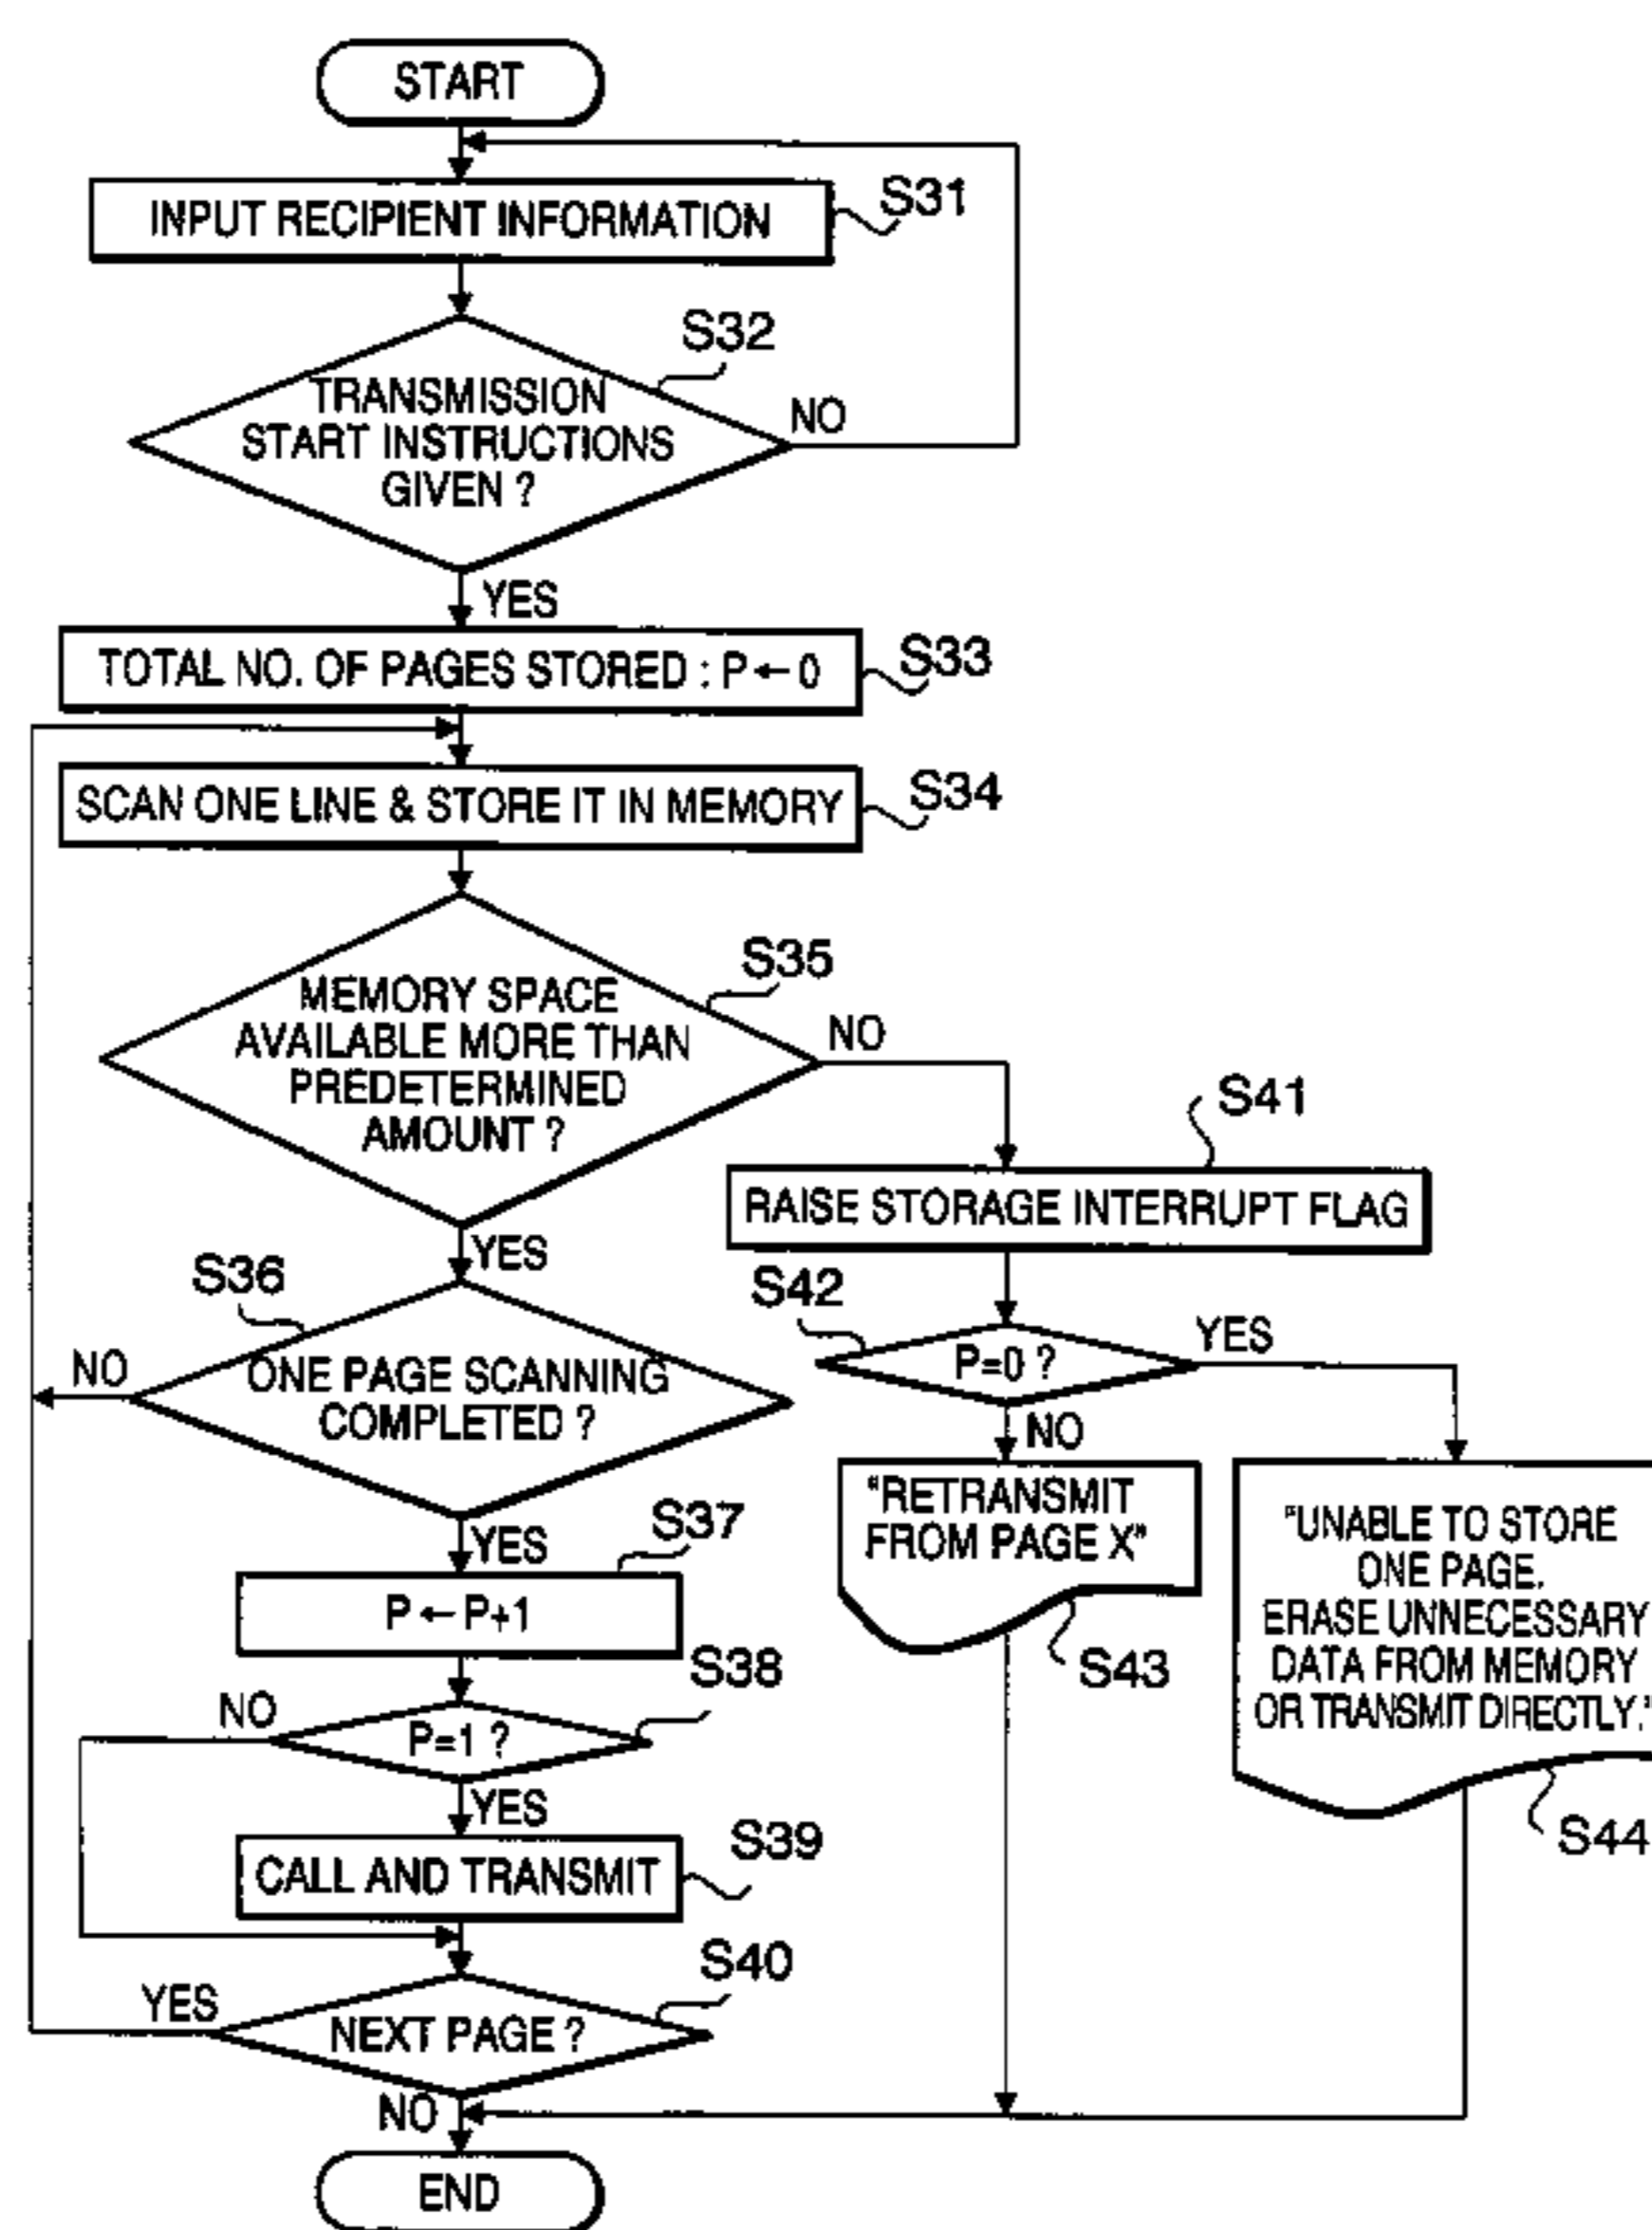 START
INPUT RECIPIENT INFORMATION
S31
S32
TRANSMISSION
START INSTRUCTIONS
GIVEN ?
NO
YES
TOTAL NO. OF PAGES STORED : P ← 0
S33
SCAN ONE LINE & STORE IT IN MEMORY
S34
S35
MEMORY SPACE
AVAILABLE MORE THAN
PREDETERMINED
AMOUNT ?
NO
YES
S41
RAISE STORAGE INTERRUPT FLAG
S36
ONE PAGE SCANNING
COMPLETED ?
NO
YES
S42
P=0 ?
YES
NO
"RETRANSMIT
FROM PAGE X"
S43
"UNABLE TO STORE
ONE PAGE.
ERASE UNNECESSARY
DATA FROM MEMORY
OR TRANSMIT DIRECTLY."
S44
S37
P ← P+1
S38
P=1 ?
NO
YES
CALL AND TRANSMIT
S39
S40
NEXT PAGE ?
YES
NO
END